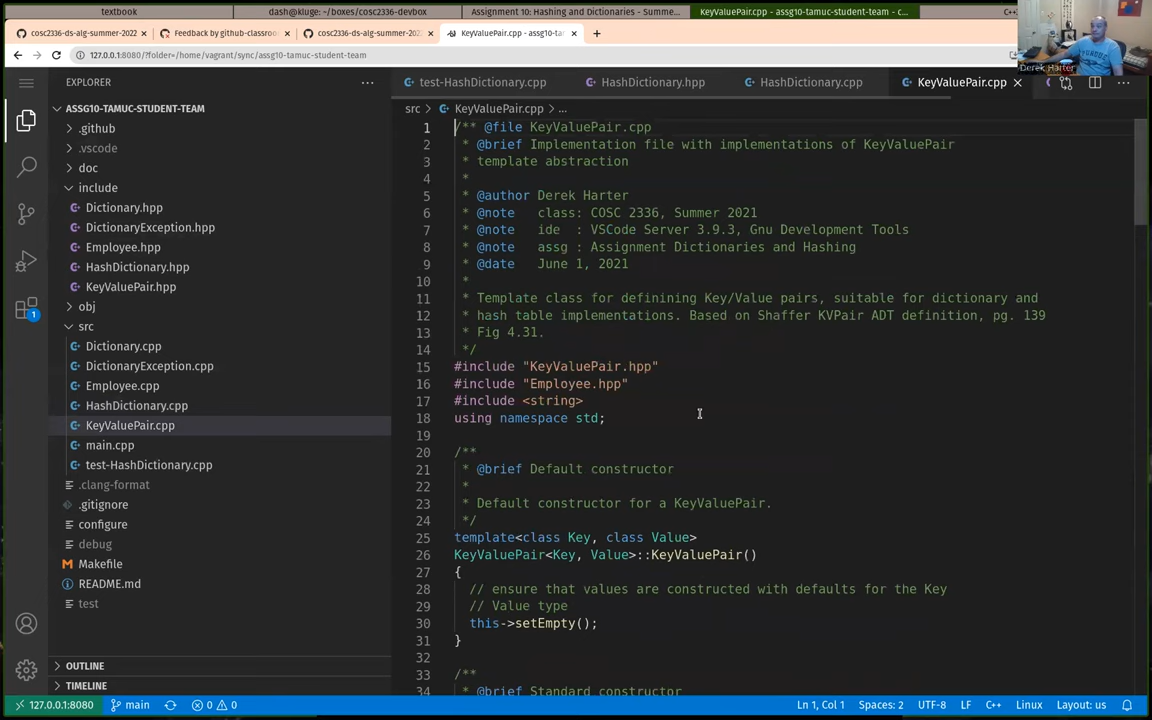 textbook
dash@kluge: ~/boxes/cosc2336-devbox
Assignment 10: Hashing and Dictionaries - Summe...
KeyValuePair.cpp - assg10-tamuc-student-team - c...
cosc2336-ds-alg-summer-2022
Feedback by github-classroo
cosc2336-ds-alg-summer-2022
KeyValuePair.cpp - assg10-ta
127.0.0.1:8080/?folder=/home/vagrant/sync/assg10-tamuc-student-team
Derek Harter
EXPLORER
ASSG10-TAMUC-STUDENT-TEAM
.github
.vscode
doc
include
Dictionary.hpp
DictionaryException.hpp
Employee.hpp
HashDictionary.hpp
KeyValuePair.hpp
obj
src
Dictionary.cpp
DictionaryException.cpp
Employee.cpp
HashDictionary.cpp
KeyValuePair.cpp
main.cpp
test-HashDictionary.cpp
.clang-format
.gitignore
configure
debug
Makefile
README.md
test
OUTLINE
TIMELINE
1
test-HashDictionary.cpp
HashDictionary.hpp
HashDictionary.cpp
KeyValuePair.cpp
src > KeyValuePair.cpp > ...
1 /** @file KeyValuePair.cpp
2 * @brief Implementation file with implementations of KeyValuePair
3 * template abstraction
4 *
5 * @author Derek Harter
6 * @note class: COSC 2336, Summer 2021
7 * @note ide : VSCode Server 3.9.3, Gnu Development Tools
8 * @note assg : Assignment Dictionaries and Hashing
9 * @date June 1, 2021
10 *
11 * Template class for definining Key/Value pairs, suitable for dictionary and
12 * hash table implementations. Based on Shaffer KVPair ADT definition, pg. 139
13 * Fig 4.31.
14 */
15 #include "KeyValuePair.hpp"
16 #include "Employee.hpp"
17 #include <string>
18 using namespace std;
19
20 /**
21 * @brief Default constructor
22 *
23 * Default constructor for a KeyValuePair.
24 */
25 template<class Key, class Value>
26 KeyValuePair<Key, Value>::KeyValuePair()
27 {
28 // ensure that values are constructed with defaults for the Key
29 // Value type
30 this->setEmpty();
31 }
32
33 /**
34 * @brief Standard constructor
127.0.0.1:8080
main
0 0
Ln 1, Col 1
Spaces: 2
UTF-8
LF
C++
Linux
Layout: us